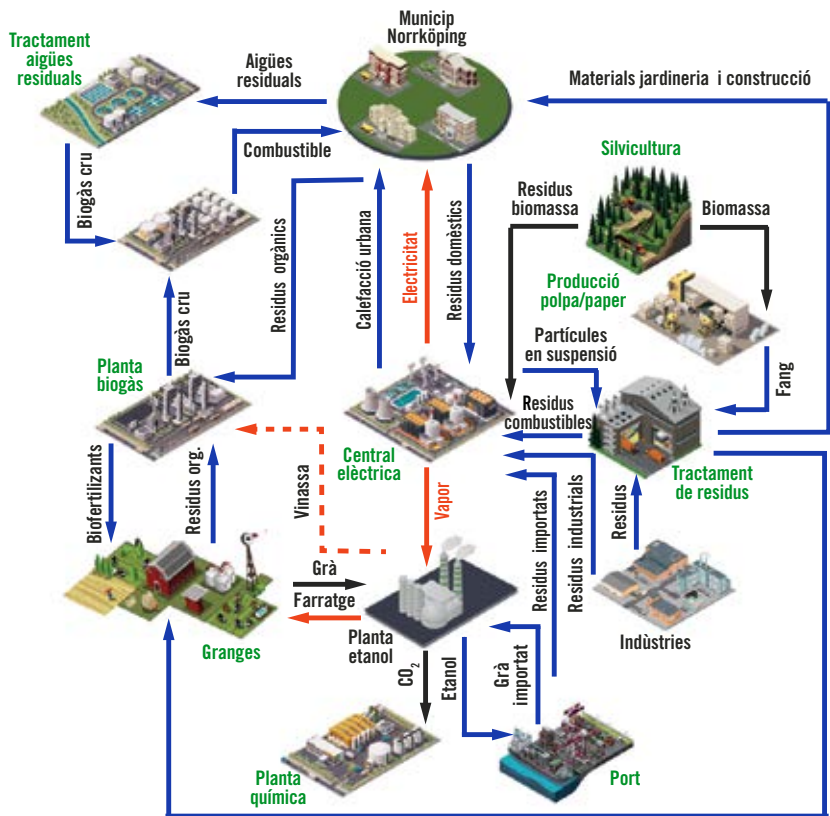 Municip
Norrköping
Tractament
aigües
residuals
Aigües
residuals
Materials jardineria i construcció
Combustible
Biogàs cru
Silvicultura
Residus
biomassa
Biomassa
Residus orgànics
Calefacció urbana
Electricitat
Residus domèstics
Producció
polpa/paper
Biogàs cru
Partícules
en suspensió
Fang
Planta
biogàs
Residus
combustibles
Central
elèctrica
Tractament
de residus
Biofertilizants
Residus org.
Vinassa
Vapor
Residus importats
Residus industrials
Residus
Grà
Farratge
Planta
etanol
Indústries
Granges
CO2
Etanol
Grà
importat
Planta
química
Port